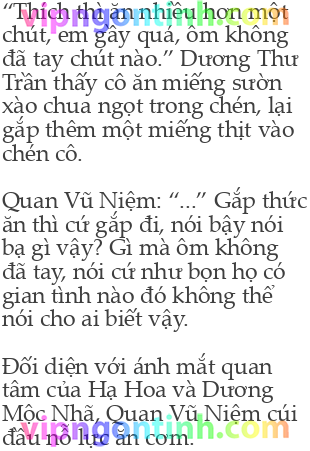 “Thích thì ăn nhiều hơn một
chút, em gầy quá, ôm không
đã tay chút nào.” Dương Thư
Trần thấy cô ăn miếng sườn
xào chua ngọt trong chén, lại
gắp thêm một miếng thịt vào
chén cô.
Quan Vũ Niệm: “...” Gắp thức
ăn thì cứ gắp đi, nói bậy nói
bạ gì vậy? Gì mà ôm không
đã tay, nói cứ như bọn họ có
gian tình nào đó không thể
nói cho ai biết vậy.
Đối diện với ánh mắt quan
tâm của Hạ Hoa và Dương
Mộc Nhã, Quan Vũ Niệm cúi
đầu nỗ lực ăn cơm.
vipngontinh.com
vipngontinh.com